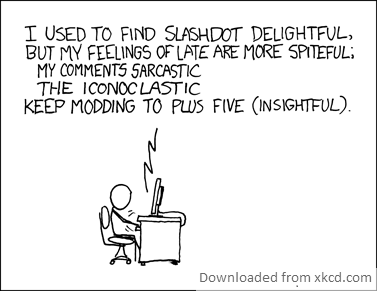 I USED TO FIND SLASHDOT DELIGHTFUL,
BUT MY FEELINGS OF LATE ARE MORE SPITEFUL;
MY COMMENTS SARCASTIC
THE ICONOCLASTIC
KEEP MODDING TO PLUS FIVE (INSIGHTFUL).
Downloaded from xkcd.com